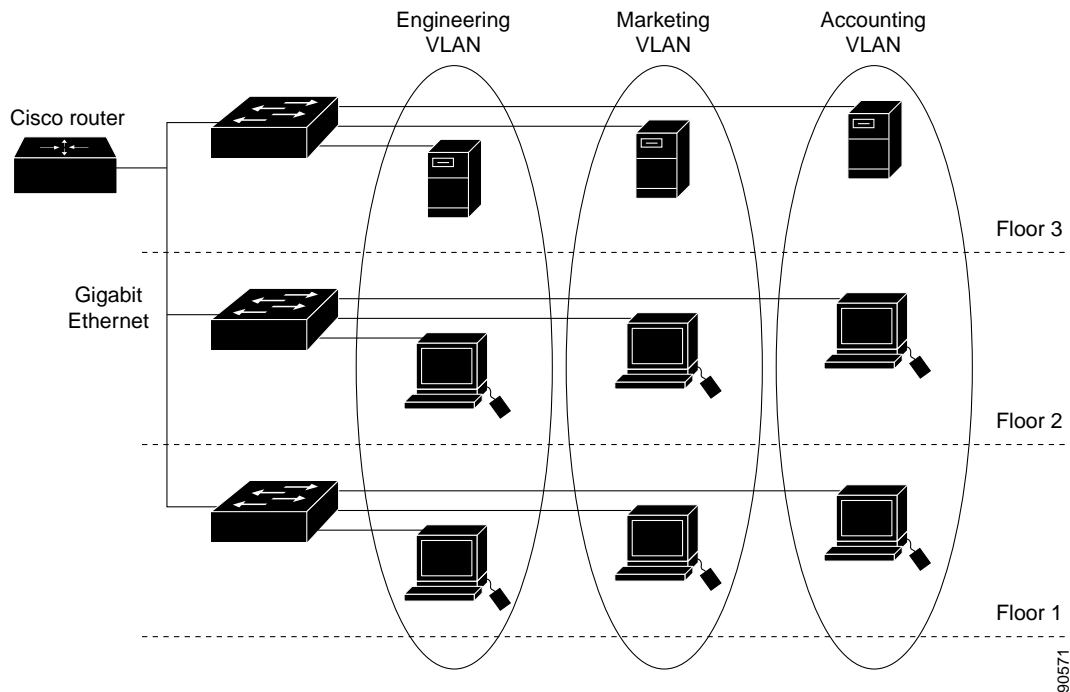 Engineering
VLAN
Marketing
VLAN
Accounting
VLAN
Cisco router
Floor 3
Gigabit
Ethernet
Floor 2
Floor 1
90571